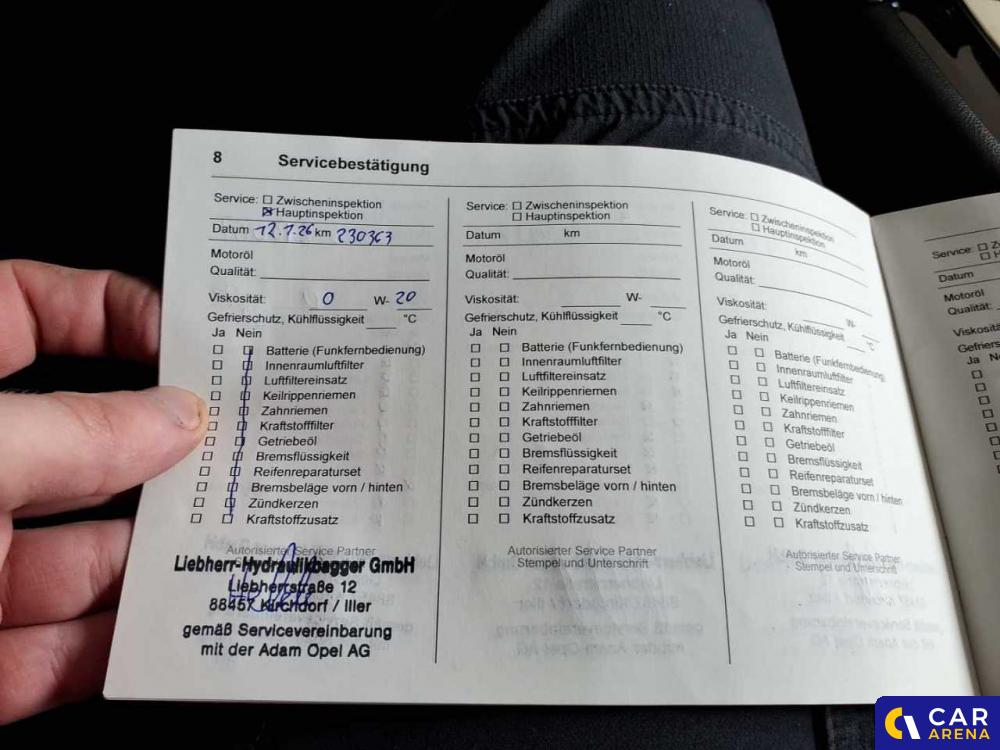 8 Servicebestätigung
Service: Zwischeninspektion
Hauptinspektion
Datum 12.1.26 km 230363
Motoröl
Qualität:
Viskosität: 0 W- 20
Gefrierschutz, Kühlflüssigkeit °C
Ja Nein
Batterie (Funkfernbedienung)
Innenraumluftfilter
Luftfiltereinsatz
Keilrippenriemen
Zahnriemen
Kraftstofffilter
Getriebeöl
Bremsflüssigkeit
Reifenreparaturset
Bremsbeläge vorn / hinten
Zündkerzen
Kraftstoffzusatz
Autorisierter Service Partner
Liebherr-Hydraulikbagger GmbH
Liebherrstraße 12
88457 Kirchdorf / Iller
gemäß Servicevereinbarung
mit der Adam Opel AG
Service: Zwischeninspektion
Hauptinspektion
Datum km
Motoröl
Qualität:
Viskosität: W-
Gefrierschutz, Kühlflüssigkeit °C
Ja Nein
Batterie (Funkfernbedienung)
Innenraumluftfilter
Luftfiltereinsatz
Keilrippenriemen
Zahnriemen
Kraftstofffilter
Getriebeöl
Bremsflüssigkeit
Reifenreparaturset
Bremsbeläge vorn / hinten
Zündkerzen
Kraftstoffzusatz
Autorisierter Service Partner
Stempel und Unterschrift
Service: Zwischeninspektion
Hauptinspektion
Datum km
Motoröl
Qualität:
Viskosität: W-
Gefrierschutz, Kühlflüssigkeit °C
Ja Nein
Batterie (Funkfernbedienung)
Innenraumluftfilter
Luftfiltereinsatz
Keilrippenriemen
Zahnriemen
Kraftstofffilter
Getriebeöl
Bremsflüssigkeit
Reifenreparaturset
Bremsbeläge vorn / hinten
Zündkerzen
Kraftstoffzusatz
Autorisierter Service Partner
Stempel und Unterschrift
Service:
Datum
Motoröl
Qualität:
Ja
CAR
ARENA